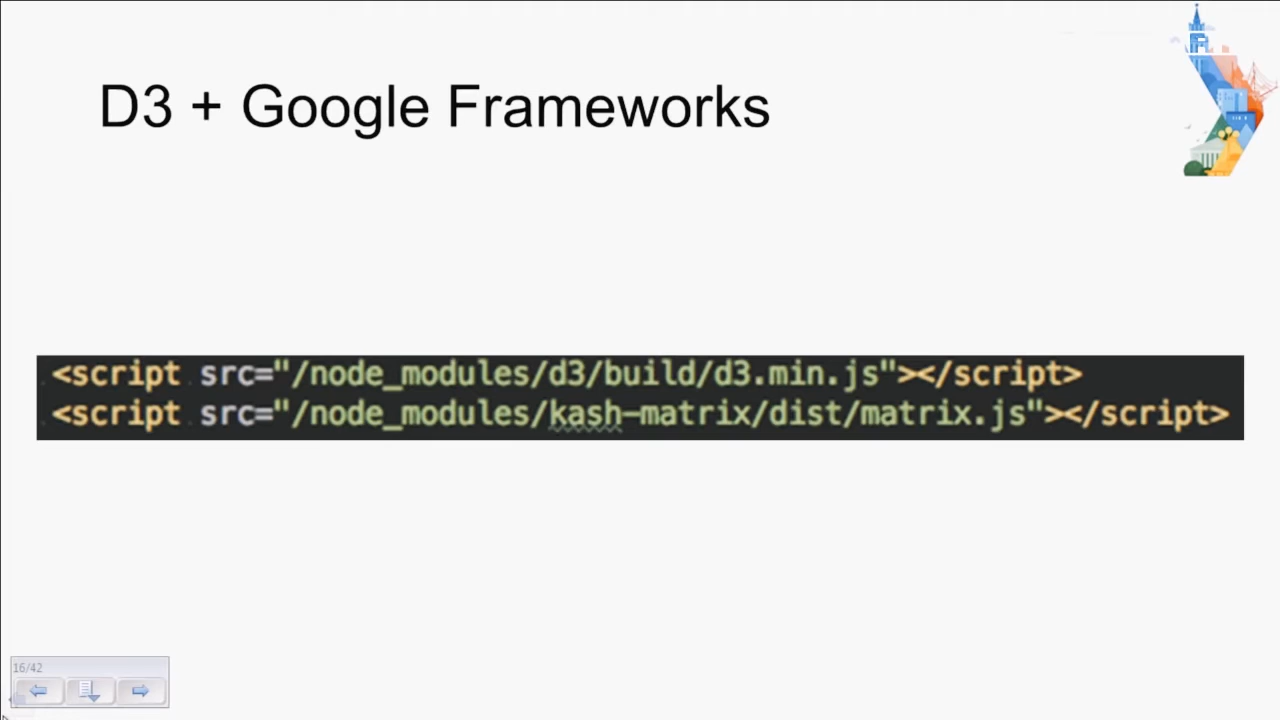 D3 + Google Frameworks
<script src="/node_modules/d3/build/d3.min.js"></script>
<script src="/node_modules/kash-matrix/dist/matrix.js"></script>
16/42